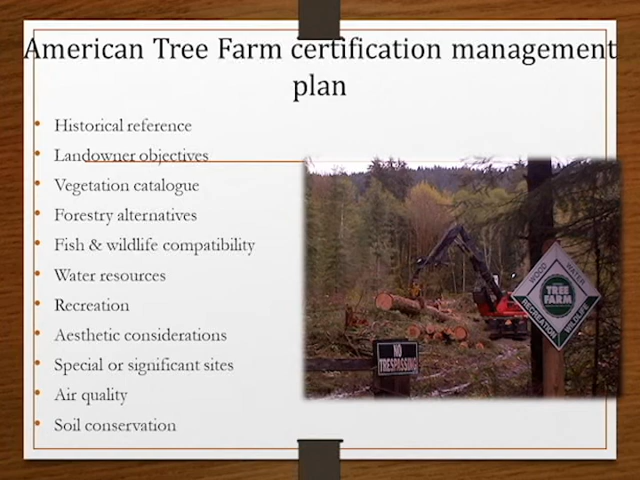 American Tree Farm certification management
plan
• Historical reference
• Landowner objectives
• Vegetation catalogue
• Forestry alternatives
• Fish & wildlife compatibility
• Water resources
• Recreation
• Aesthetic considerations
• Special or significant sites
• Air quality
• Soil conservation
WOOD
WATER
TREE
FARM
RECREATION
WILDLIFE
NO
TRESPASSING